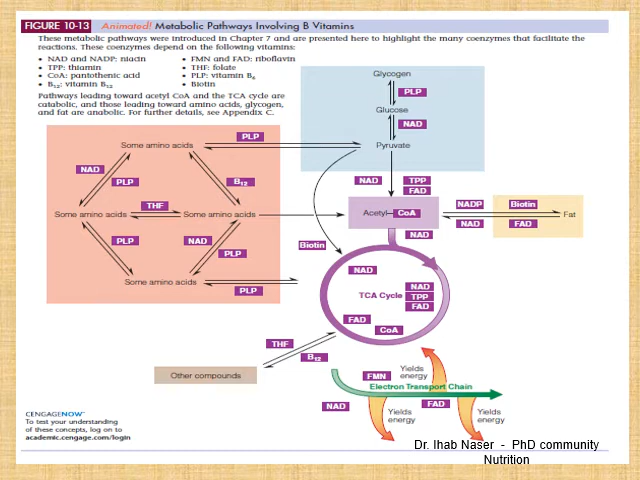 FIGURE 10-13 Animated! Metabolic Pathways Involving B Vitamins
These metabolic pathways were introduced in Chapter 7 and are presented here to highlight the many coenzymes that facilitate the
reactions. These coenzymes depend on the following vitamins:
• NAD and NADP: niacin
• TPP: thiamin
• CoA: pantothenic acid
• B12: vitamin B12
• FMN and FAD: riboflavin
• THF: folate
• PLP: vitamin B6
• Biotin
Pathways leading toward acetyl CoA and the TCA cycle are
catabolic, and those leading toward amino acids, glycogen,
and fat are anabolic. For further details, see Appendix C.
Glycogen
PLP
Glucose
NAD
Pyruvate
PLP
Some amino acids
NAD
PLP
B12
THF
Some amino acids
Some amino acids
PLP
NAD
PLP
Some amino acids
PLP
NAD
TPP
FAD
Acetyl-CoA
NADP
Biotin
NAD
FAD
Fat
NAD
Biotin
NAD
TCA Cycle
NAD
TPP
FAD
FAD
CoA
THF
B12
Other compounds
Yields
energy
FMN
Electron Transport Chain
NAD
FAD
Yields
energy
Yields
energy
CENGAGENOW™
To test your understanding
of these concepts, log on to
academic.cengage.com/login
Dr. Ihab Naser - PhD community
Nutrition